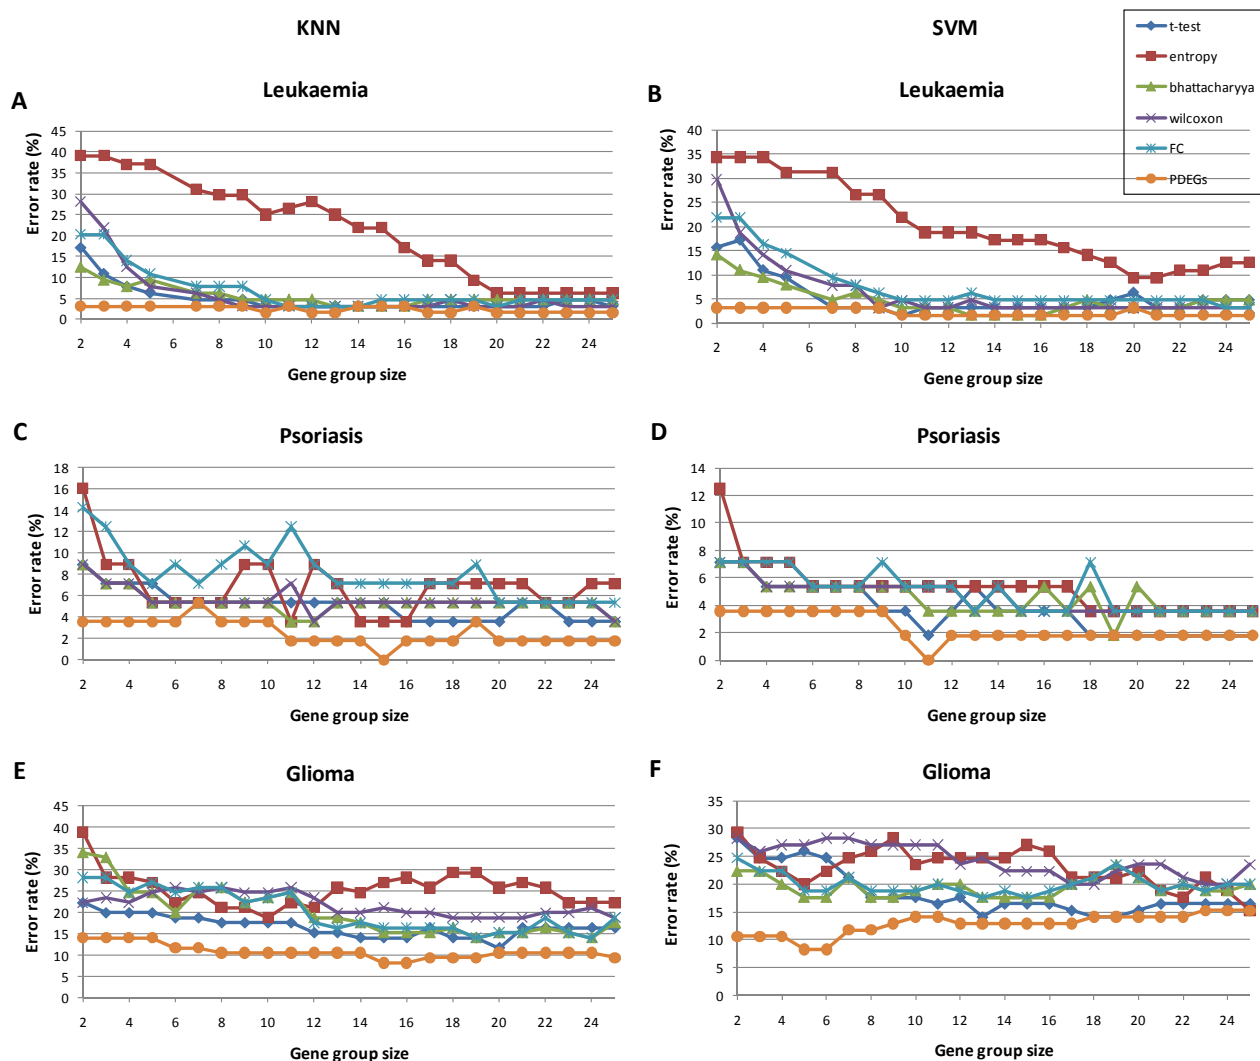 KNN
SVM
t-test
entropy
bhattacharyya
wilcoxon
FC
PDEGs
A
Leukaemia
Error rate (%)
45
40
35
30
25
20
15
10
5
0
2 4 6 8 10 12 14 16 18 20 22 24
Gene group size
B
Leukaemia
Error rate (%)
40
35
30
25
20
15
10
5
0
2 4 6 8 10 12 14 16 18 20 22 24
Gene group size
C
Psoriasis
Error rate (%)
18
16
14
12
10
8
6
4
2
0
2 4 6 8 10 12 14 16 18 20 22 24
Gene group size
D
Psoriasis
Error rate (%)
14
12
10
8
6
4
2
0
2 4 6 8 10 12 14 16 18 20 22 24
Gene group size
E
Glioma
Error rate (%)
45
40
35
30
25
20
15
10
5
0
2 4 6 8 10 12 14 16 18 20 22 24
Gene group size
F
Glioma
Error rate (%)
35
30
25
20
15
10
5
0
2 4 6 8 10 12 14 16 18 20 22 24
Gene group size